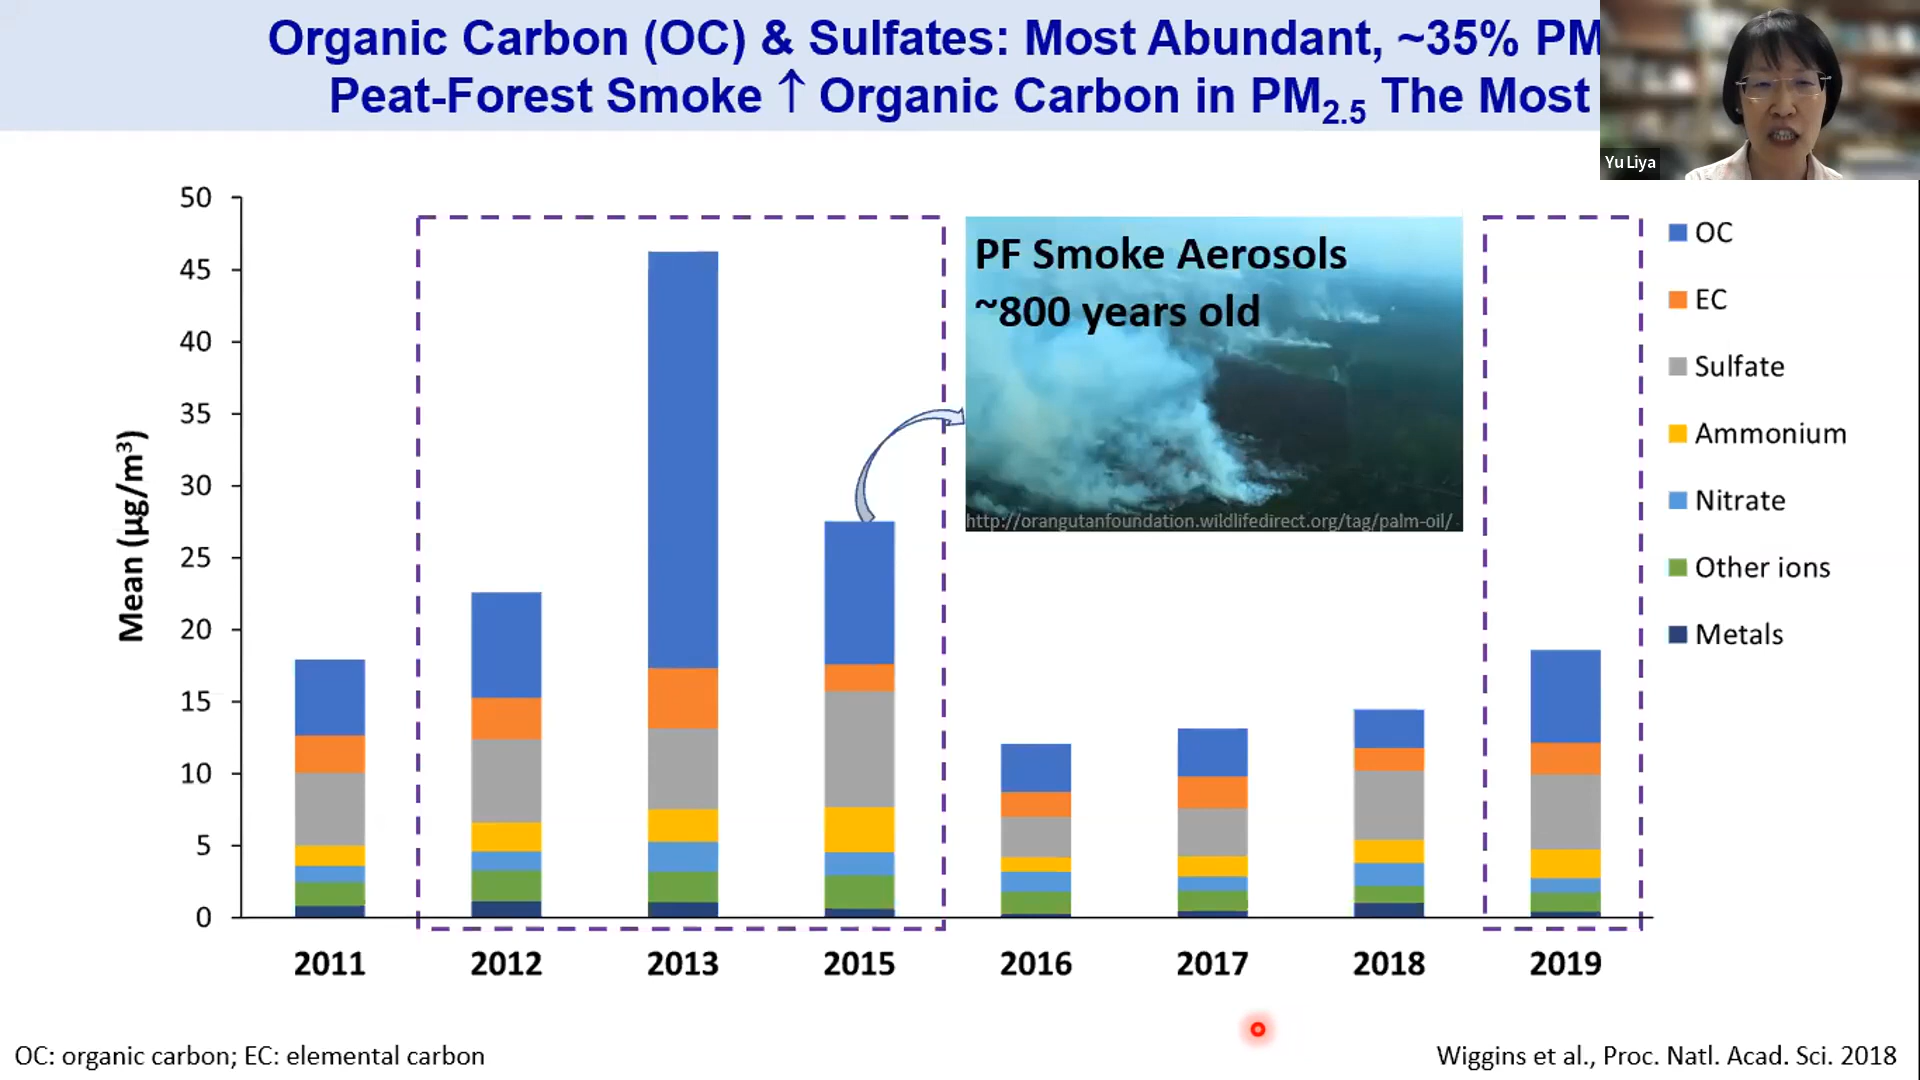 Organic Carbon (OC) & Sulfates: Most Abundant, ~35% PM
Peat-Forest Smoke ↑ Organic Carbon in PM2.5 The Most
Yu Liya
50
45
40
35
30
25
20
15
10
5
0
Mean (µg/m³)
PF Smoke Aerosols
~800 years old
http://orangutanfoundation.wildlifedirect.org/tag/palm-oil/
OC
EC
Sulfate
Ammonium
Nitrate
Other ions
Metals
2011 2012 2013 2015 2016 2017 2018 2019
OC: organic carbon; EC: elemental carbon
Wiggins et al., Proc. Natl. Acad. Sci. 2018